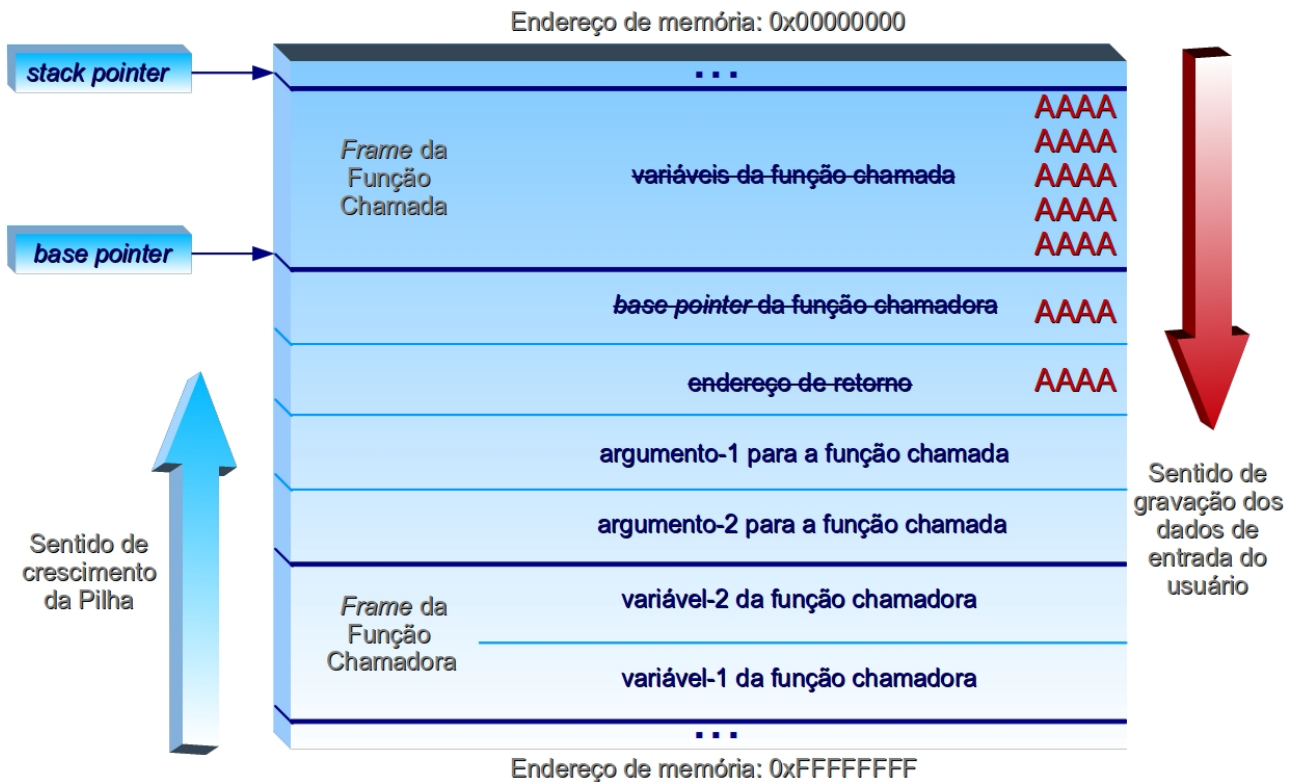 Endereço de memória: 0x00000000
stack pointer
...
Frame da
Função
Chamada
variáveis da função chamada
AAAA
AAAA
AAAA
AAAA
AAAA
base pointer
base pointer da função chamadora
AAAA
endereço de retorno
AAAA
argumento-1 para a função chamada
argumento-2 para a função chamada
Sentido de
crescimento
da Pilha
Sentido de
gravação dos
dados de
entrada do
usuário
Frame da
Função
Chamadora
variável-2 da função chamadora
variável-1 da função chamadora
...
Endereço de memória: 0xFFFFFFFF